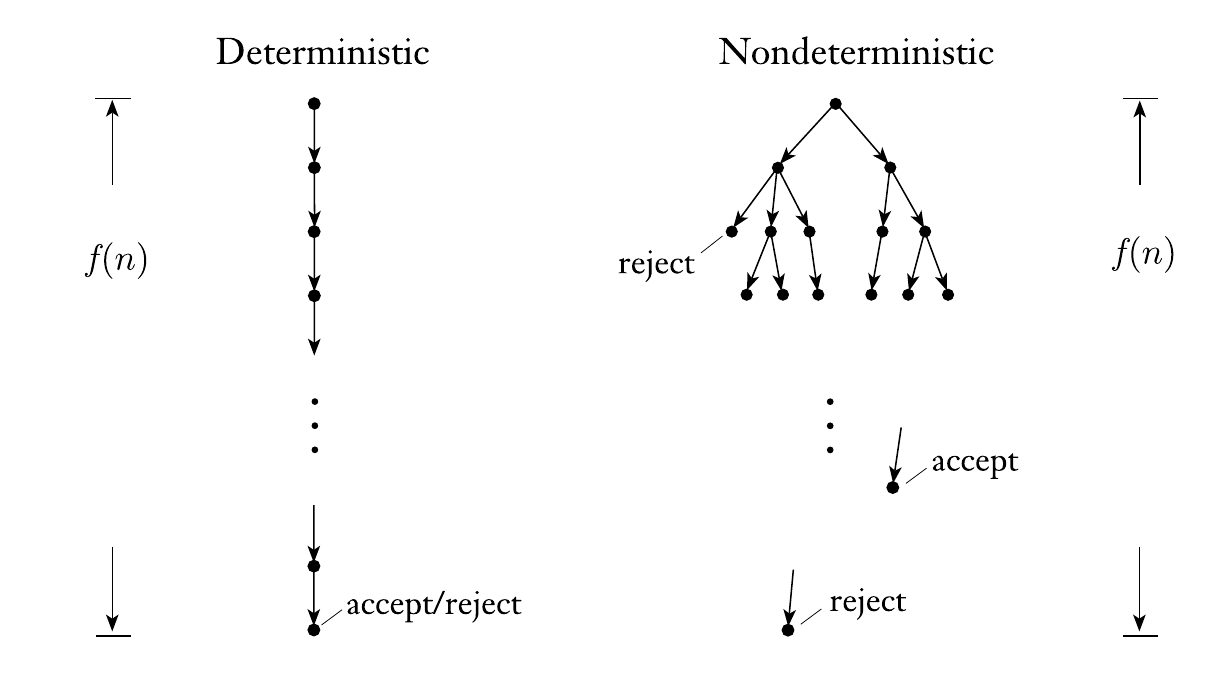 Deterministic
Nondeterministic
f(n)
f(n)
reject
accept
accept/reject
reject